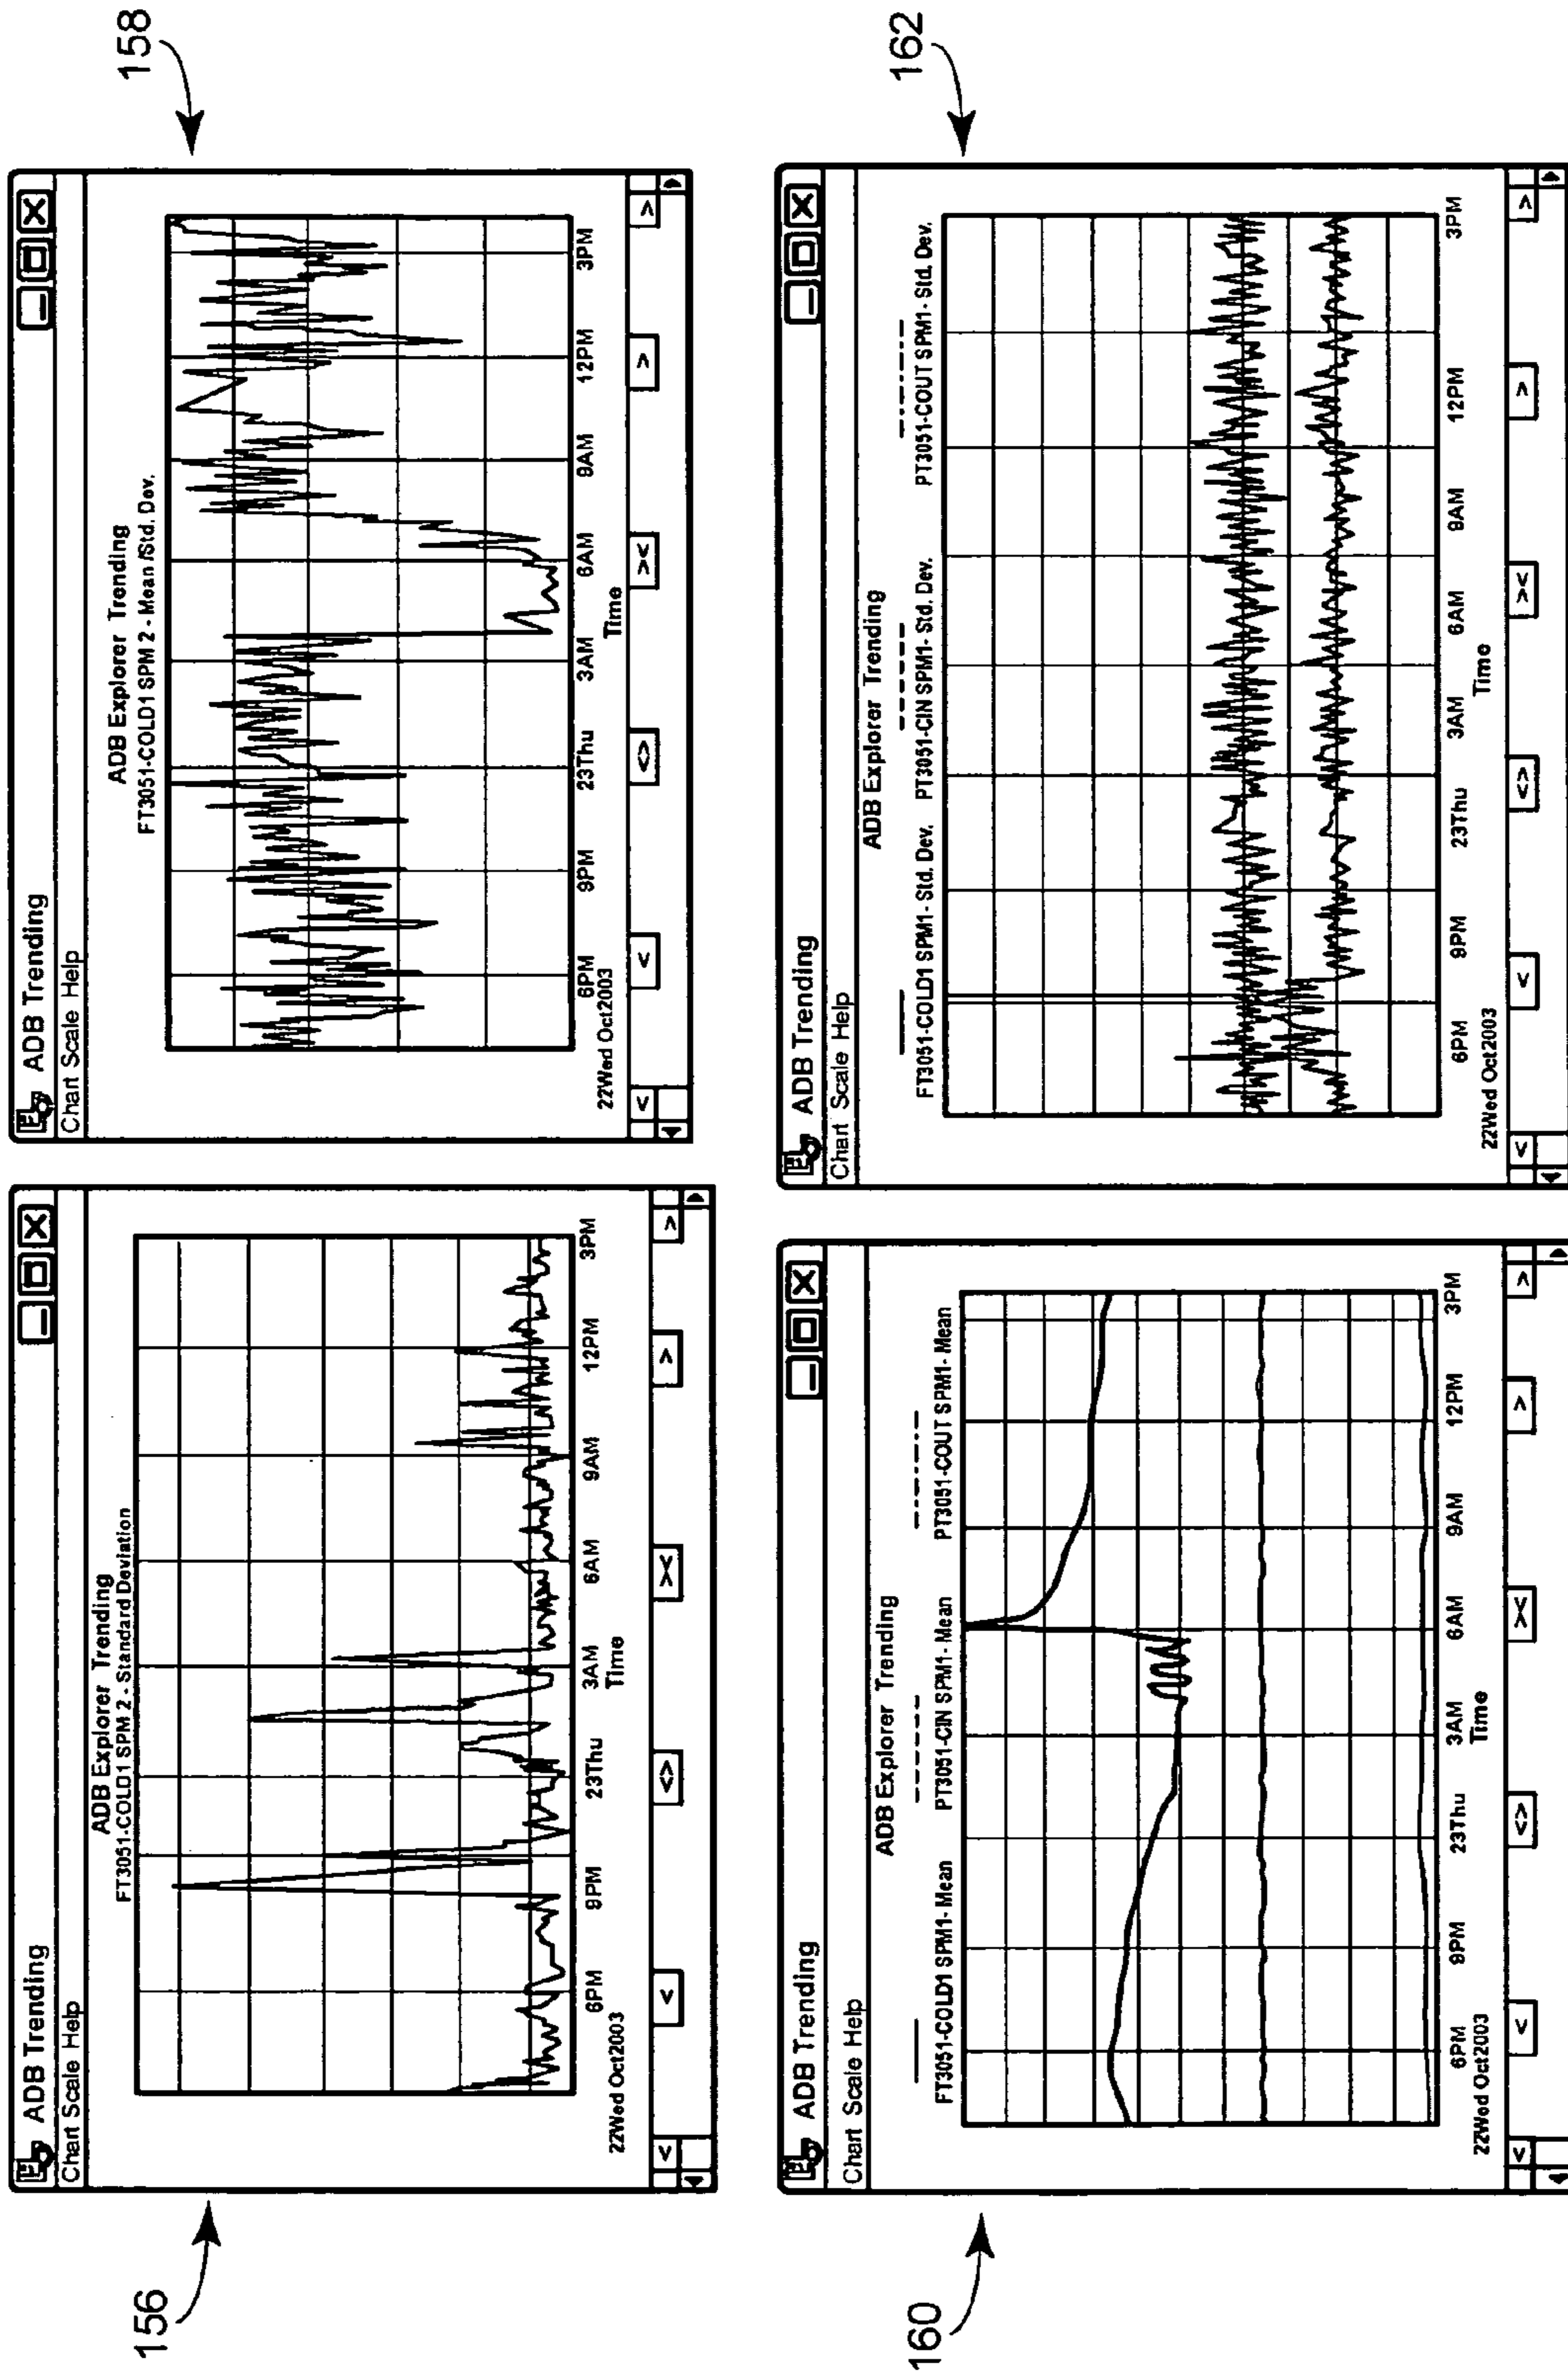 156
ADB Trending
Chart Scale Help
ADB Explorer Trending
FT3051-COLD1 SPM 2 - Standard Deviation
6PM 9PM 23Thu 3AM 6AM 9AM 12PM 3PM
22Wed Oct2003
Time
< < <> >< > >
158
ADB Trending
Chart Scale Help
ADB Explorer Trending
FT3051-COLD1 SPM 2 - Mean /Std. Dev.
6PM 9PM 23Thu 3AM 6AM 9AM 12PM 3PM
22Wed Oct2003
Time
< < <> >< > >
160
ADB Trending
Chart Scale Help
ADB Explorer Trending
FT3051-COLD1 SPM1- Mean PT3051-CIN SPM1- Mean PT3051-COUT SPM1- Mean
6PM 9PM 23Thu 3AM 6AM 9AM 12PM 3PM
22Wed Oct2003
Time
< < <> >< > >
162
ADB Trending
Chart Scale Help
ADB Explorer Trending
FT3051-COLD1 SPM1- Std. Dev. PT3051-CIN SPM1- Std. Dev. PT3051-COUT SPM1- Std. Dev.
6PM 9PM 23Thu 3AM 6AM 9AM 12PM 3PM
22Wed Oct2003
Time
< < <> >< > >